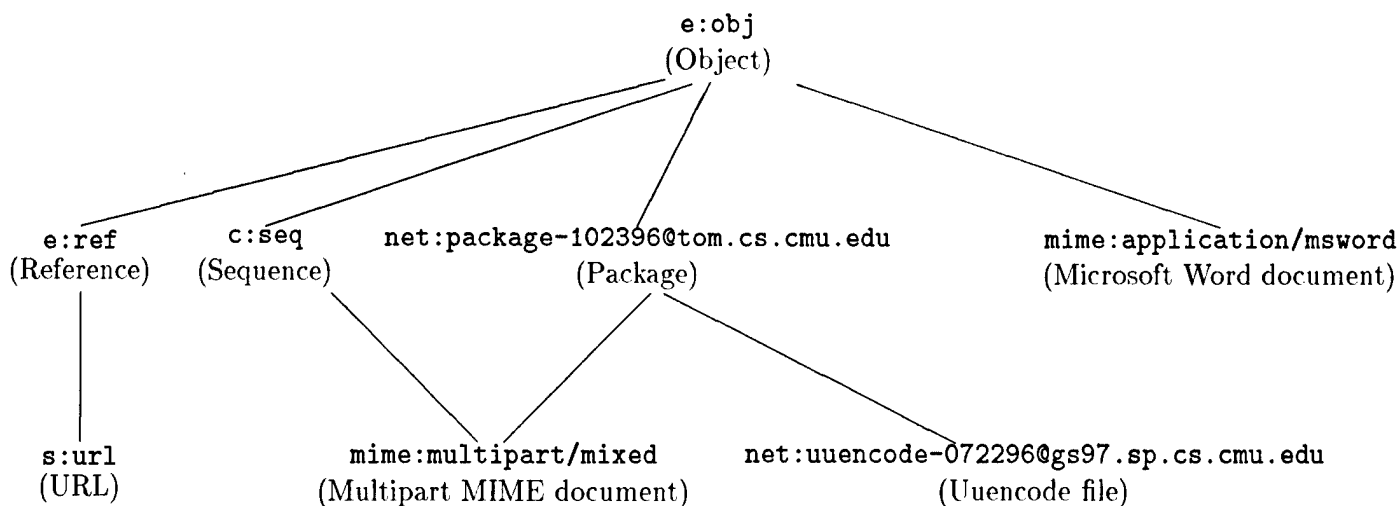 e:obj
(Object)
e:ref
(Reference)
c:seq
(Sequence)
net:package-102396@tom.cs.cmu.edu
(Package)
mime:application/msword
(Microsoft Word document)
s:url
(URL)
mime:multipart/mixed
(Multipart MIME document)
net:uuencode-072296@gs97.sp.cs.cmu.edu
(Uuencode file)